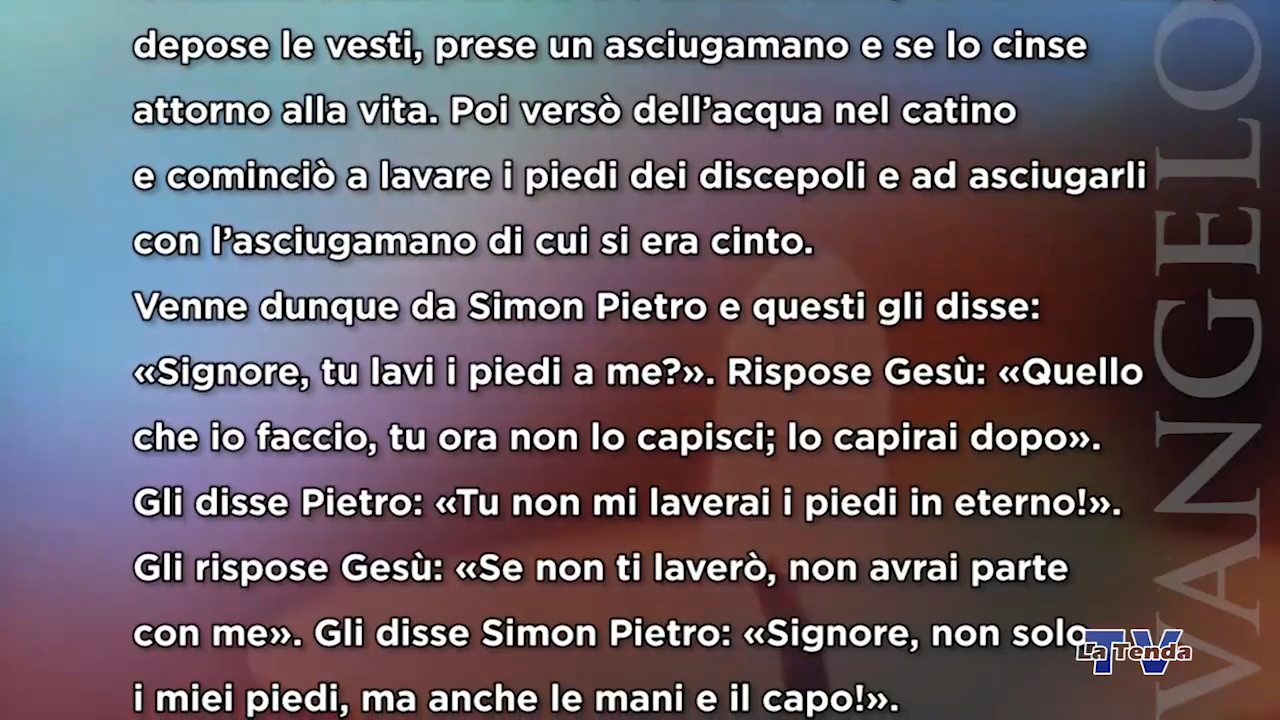 depose le vesti, prese un asciugamano e se lo cinse
attorno alla vita. Poi versò dell’acqua nel catino
e cominciò a lavare i piedi dei discepoli e ad asciugarli
con l’asciugamano di cui si era cinto.
Venne dunque da Simon Pietro e questi gli disse:
«Signore, tu lavi i piedi a me?». Rispose Gesù: «Quello
che io faccio, tu ora non lo capisci; lo capirai dopo».
Gli disse Pietro: «Tu non mi laverai i piedi in eterno!».
Gli rispose Gesù: «Se non ti laverò, non avrai parte
con me». Gli disse Simon Pietro: «Signore, non solo
i miei piedi, ma anche le mani e il capo!».
VANGELO
TV
La Tenda